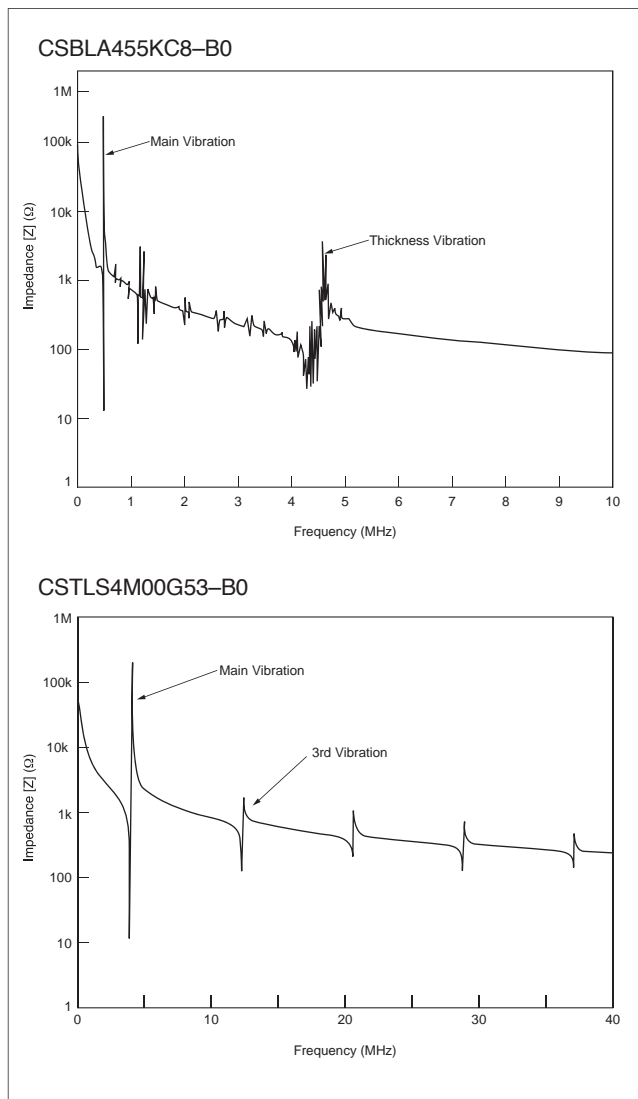 CSBLA455KC8–B0
1M
Main Vibration
100k
10k
Thickness Vibration
Impedance [Z] (Ω)
1k
100
10
1
0 1 2 3 4 5 6 7 8 9 10
Frequency (MHz)
CSTLS4M00G53–B0
1M
Main Vibration
100k
10k
3rd Vibration
Impedance [Z] (Ω)
1k
100
10
1
0 10 20 30 40
Frequency (MHz)